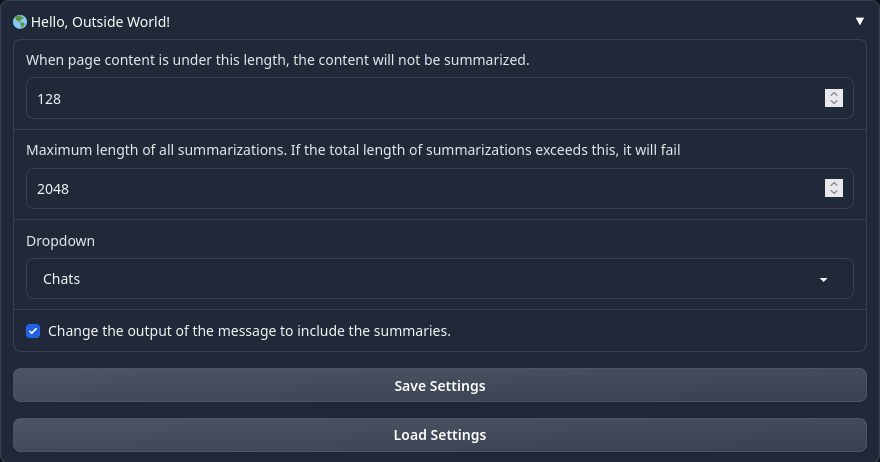 Hello, Outside World!
When page content is under this length, the content will not be summarized.
128
Maximum length of all summarizations. If the total length of summarizations exceeds this, it will fail
2048
Dropdown
Chats
Change the output of the message to include the summaries.
Save Settings
Load Settings